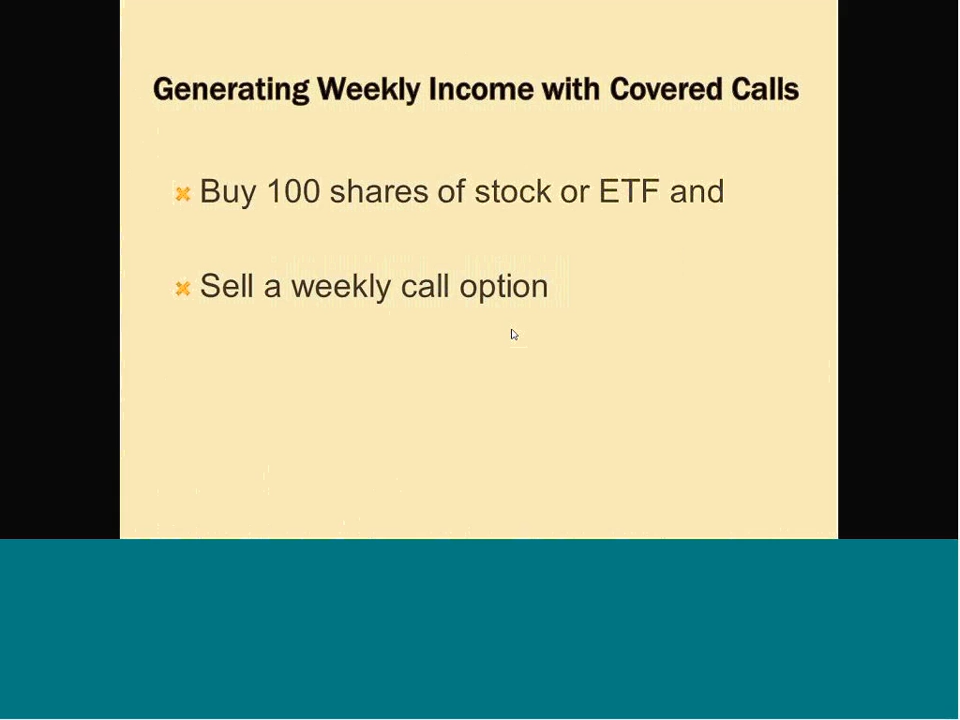 Generating Weekly Income with Covered Calls
Buy 100 shares of stock or ETF and
Sell a weekly call option